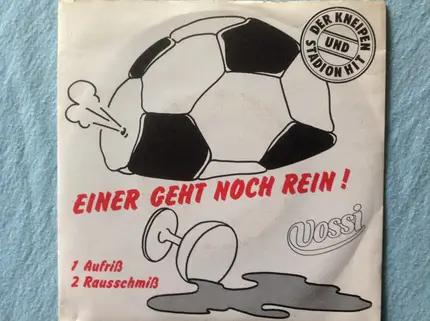 DER KNEIPEN
UND
STADION HIT
EINER GEHT NOCH REIN !
Vossi
1 Aufriß
2 Rausschmiß